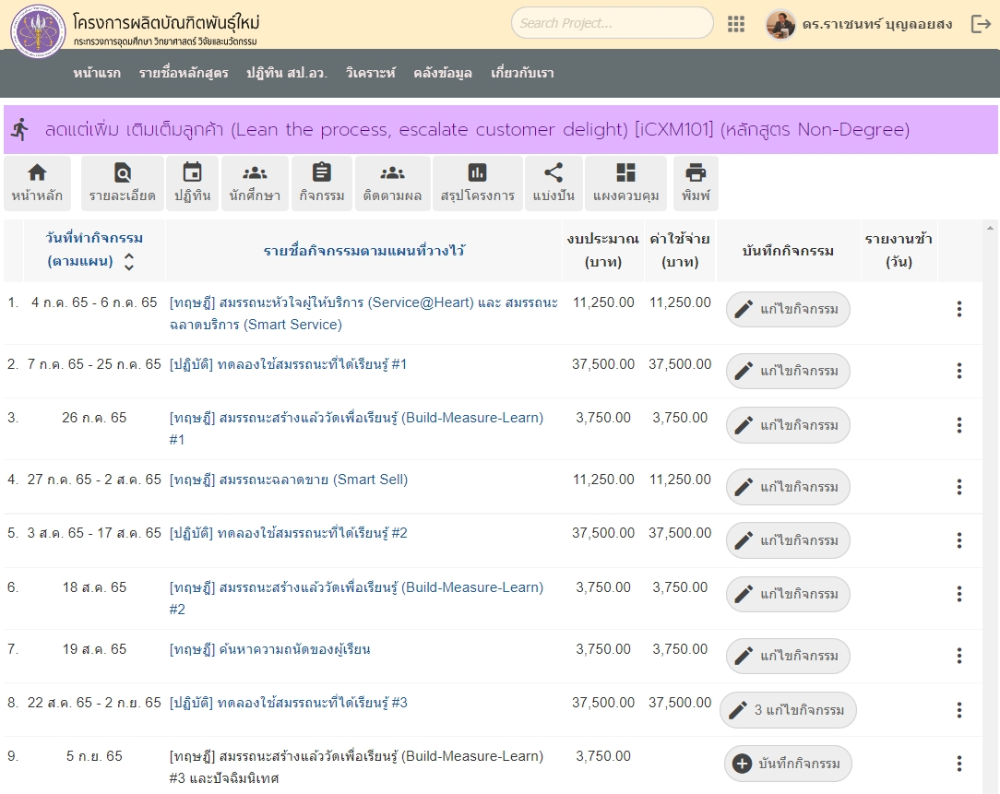 โครงการผลิตบัณฑิตพันธุ์ใหม่
กระทรวงการอุดมศึกษา วิทยาศาสตร์ วิจัยและนวัตกรรม
Search Project...
ดร.ราเชนทร์ บุญลอยสง
หน้าแรก รายชื่อหลักสูตร ปฏิทิน สป.อว. วิเคราะห์ คลังข้อมูล เกี่ยวกับเรา
ลดแต่เพิ่ม เติมเต็มลูกค้า (Lean the process, escalate customer delight) [iCXM101] (หลักสูตร Non-Degree)
หน้าหลัก รายละเอียด ปฏิทิน นักศึกษา กิจกรรม ติดตามผล สรุปโครงการ แบ่งปัน แผงควบคุม พิมพ์
วันที่ทำกิจกรรม (ตามแผน) รายชื่อกิจกรรมตามแผนที่วางไว้ งบประมาณ (บาท) ค่าใช้จ่าย (บาท) บันทึกกิจกรรม รายงานช้า (วัน)
1. 4 ก.ค. 65 - 6 ก.ค. 65 [ทฤษฎี] สมรรถนะหัวใจผู้ให้บริการ (Service@Heart) และ สมรรถนะ 11,250.00 11,250.00 แก้ไขกิจกรรม
ฉลาดบริการ (Smart Service)
2. 7 ก.ค. 65 - 25 ก.ค. 65 [ปฏิบัติ] ทดลองใช้สมรรถนะที่ได้เรียนรู้ #1 37,500.00 37,500.00 แก้ไขกิจกรรม
3. 26 ก.ค. 65 [ทฤษฎี] สมรรถนะสร้างแล้ววัดเพื่อเรียนรู้ (Build-Measure-Learn) 3,750.00 3,750.00 แก้ไขกิจกรรม
#1
4. 27 ก.ค. 65 - 2 ส.ค. 65 [ทฤษฎี] สมรรถนะฉลาดขาย (Smart Sell) 11,250.00 11,250.00 แก้ไขกิจกรรม
5. 3 ส.ค. 65 - 17 ส.ค. 65 [ปฏิบัติ] ทดลองใช้สมรรถนะที่ได้เรียนรู้ #2 37,500.00 37,500.00 แก้ไขกิจกรรม
6. 18 ส.ค. 65 [ทฤษฎี] สมรรถนะสร้างแล้ววัดเพื่อเรียนรู้ (Build-Measure-Learn) 3,750.00 3,750.00 แก้ไขกิจกรรม
#2
7. 19 ส.ค. 65 [ทฤษฎี] ค้นหาความถนัดของผู้เรียน 3,750.00 3,750.00 แก้ไขกิจกรรม
8. 22 ส.ค. 65 - 2 ก.ย. 65 [ปฏิบัติ] ทดลองใช้สมรรถนะที่ได้เรียนรู้ #3 37,500.00 37,500.00 3 แก้ไขกิจกรรม
9. 5 ก.ย. 65 [ทฤษฎี] สมรรถนะสร้างแล้ววัดเพื่อเรียนรู้ (Build-Measure-Learn) 3,750.00 บันทึกกิจกรรม
#3 และปัจฉิมนิเทศ